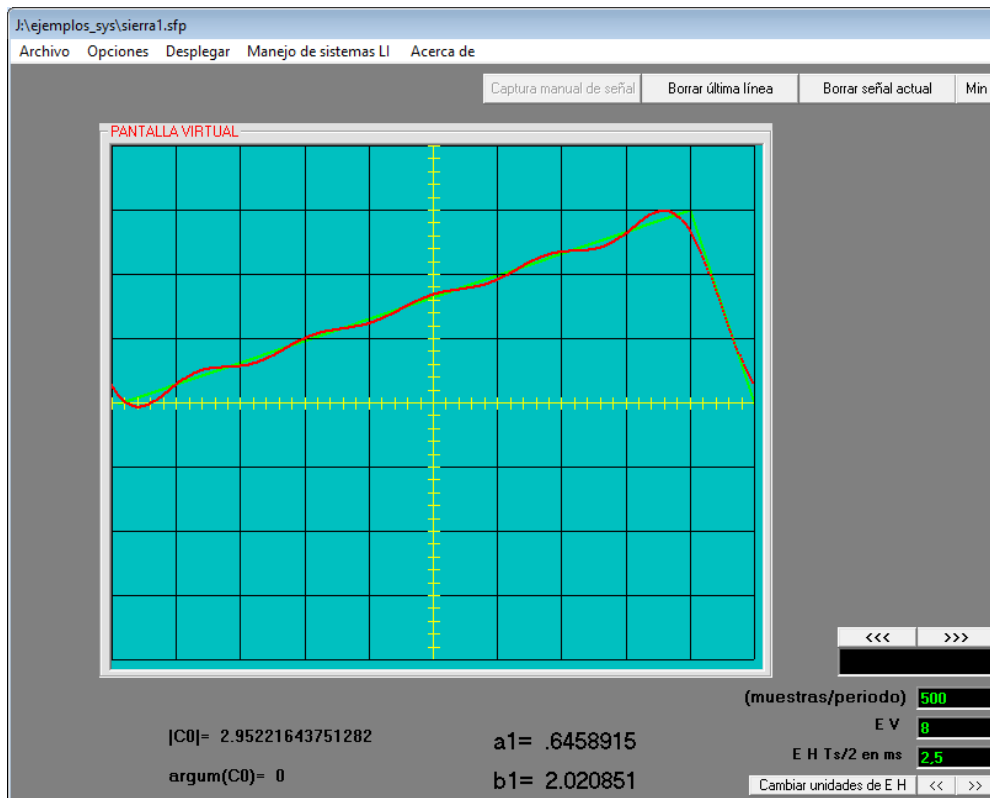 J:\ejemplos_sys\sierra1.sfp
Archivo Opciones Desplegar Manejo de sistemas LI Acerca de
Captura manual de señal Borrar última línea Borrar señal actual Min
PANTALLA VIRTUAL
<<< >>>
(muestras/periodo) 500
E V 8
E H Ts/2 en ms 2,5
Cambiar unidades de E H << >>
|C0|= 2.95221643751282
argum(C0)= 0
a1= .6458915
b1= 2.020851